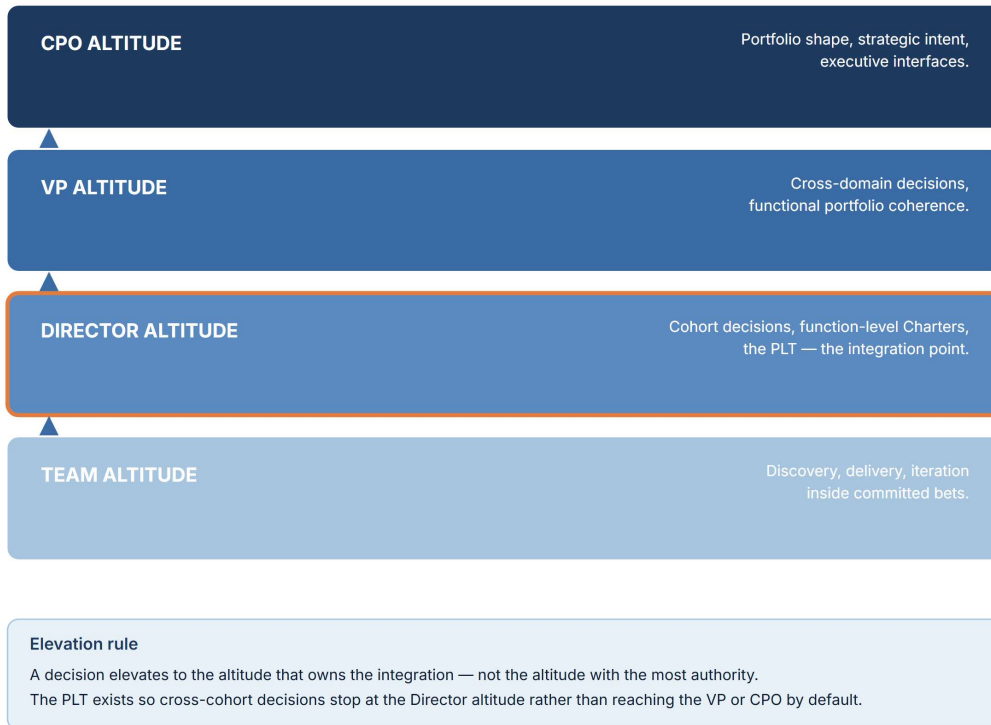 CPO ALTITUDE
Portfolio shape, strategic intent,
executive interfaces.
VP ALTITUDE
Cross-domain decisions,
functional portfolio coherence.
DIRECTOR ALTITUDE
Cohort decisions, function-level Charters,
the PLT — the integration point.
TEAM ALTITUDE
Discovery, delivery, iteration
inside committed bets.
Elevation rule
A decision elevates to the altitude that owns the integration — not the altitude with the most authority.
The PLT exists so cross-cohort decisions stop at the Director altitude rather than reaching the VP or CPO by default.